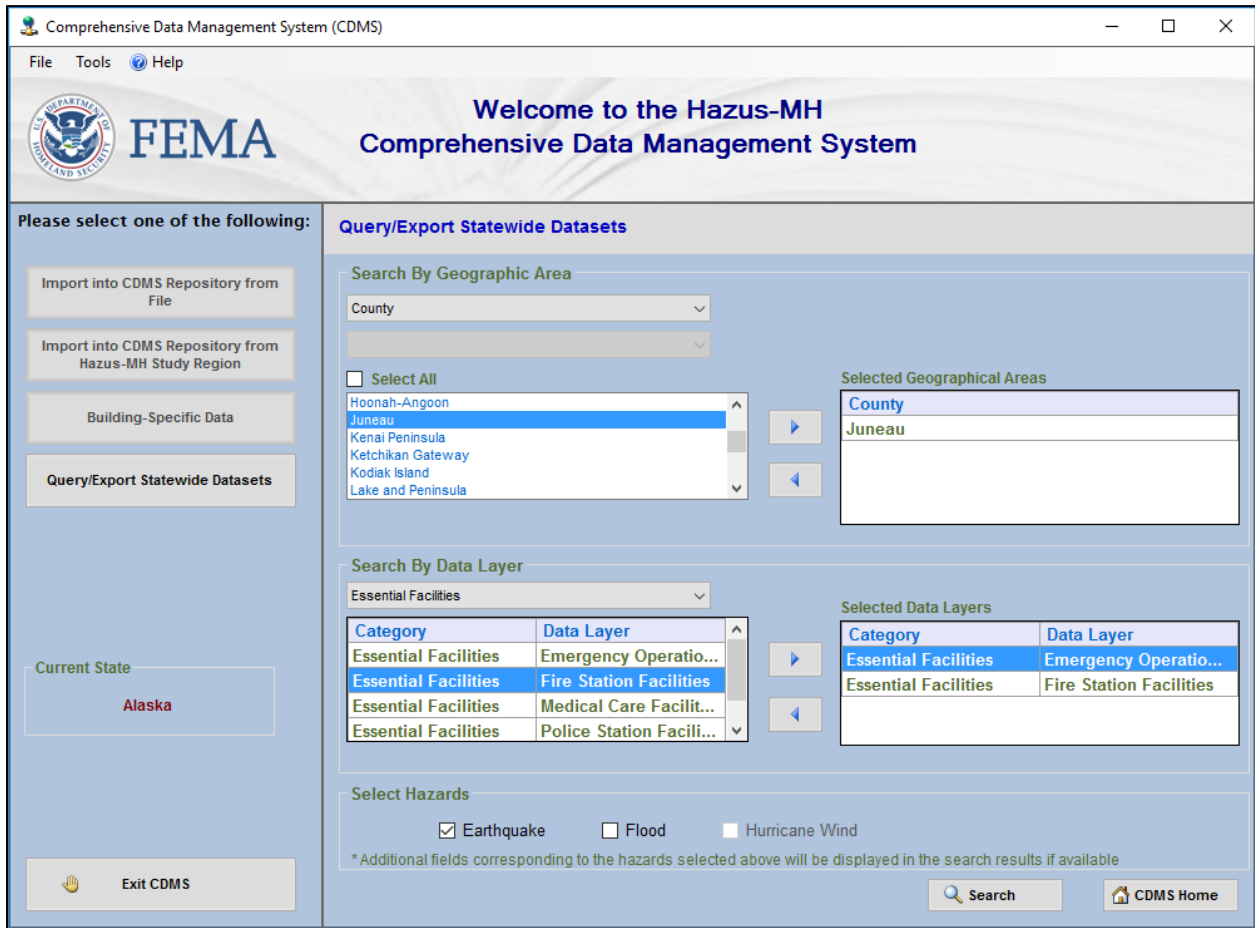 Comprehensive Data Management System (CDMS)
File Tools Help
FEMA
U.S. DEPARTMENT OF HOMELAND SECURITY
Welcome to the Hazus-MH
Comprehensive Data Management System
Please select one of the following:
Import into CDMS Repository from
File
Import into CDMS Repository from
Hazus-MH Study Region
Building-Specific Data
Query/Export Statewide Datasets
Current State
Alaska
Exit CDMS
Query/Export Statewide Datasets
Search By Geographic Area
County
Select All
Hoonah-Angoon
Juneau
Kenai Peninsula
Ketchikan Gateway
Kodiak Island
Lake and Peninsula
Selected Geographical Areas
County
Juneau
Search By Data Layer
Essential Facilities
Category Data Layer
Essential Facilities Emergency Operatio...
Essential Facilities Fire Station Facilities
Essential Facilities Medical Care Facilit...
Essential Facilities Police Station Facili...
Selected Data Layers
Category Data Layer
Essential Facilities Emergency Operatio...
Essential Facilities Fire Station Facilities
Select Hazards
Earthquake Flood Hurricane Wind
*Additional fields corresponding to the hazards selected above will be displayed in the search results if available
Search CDMS Home